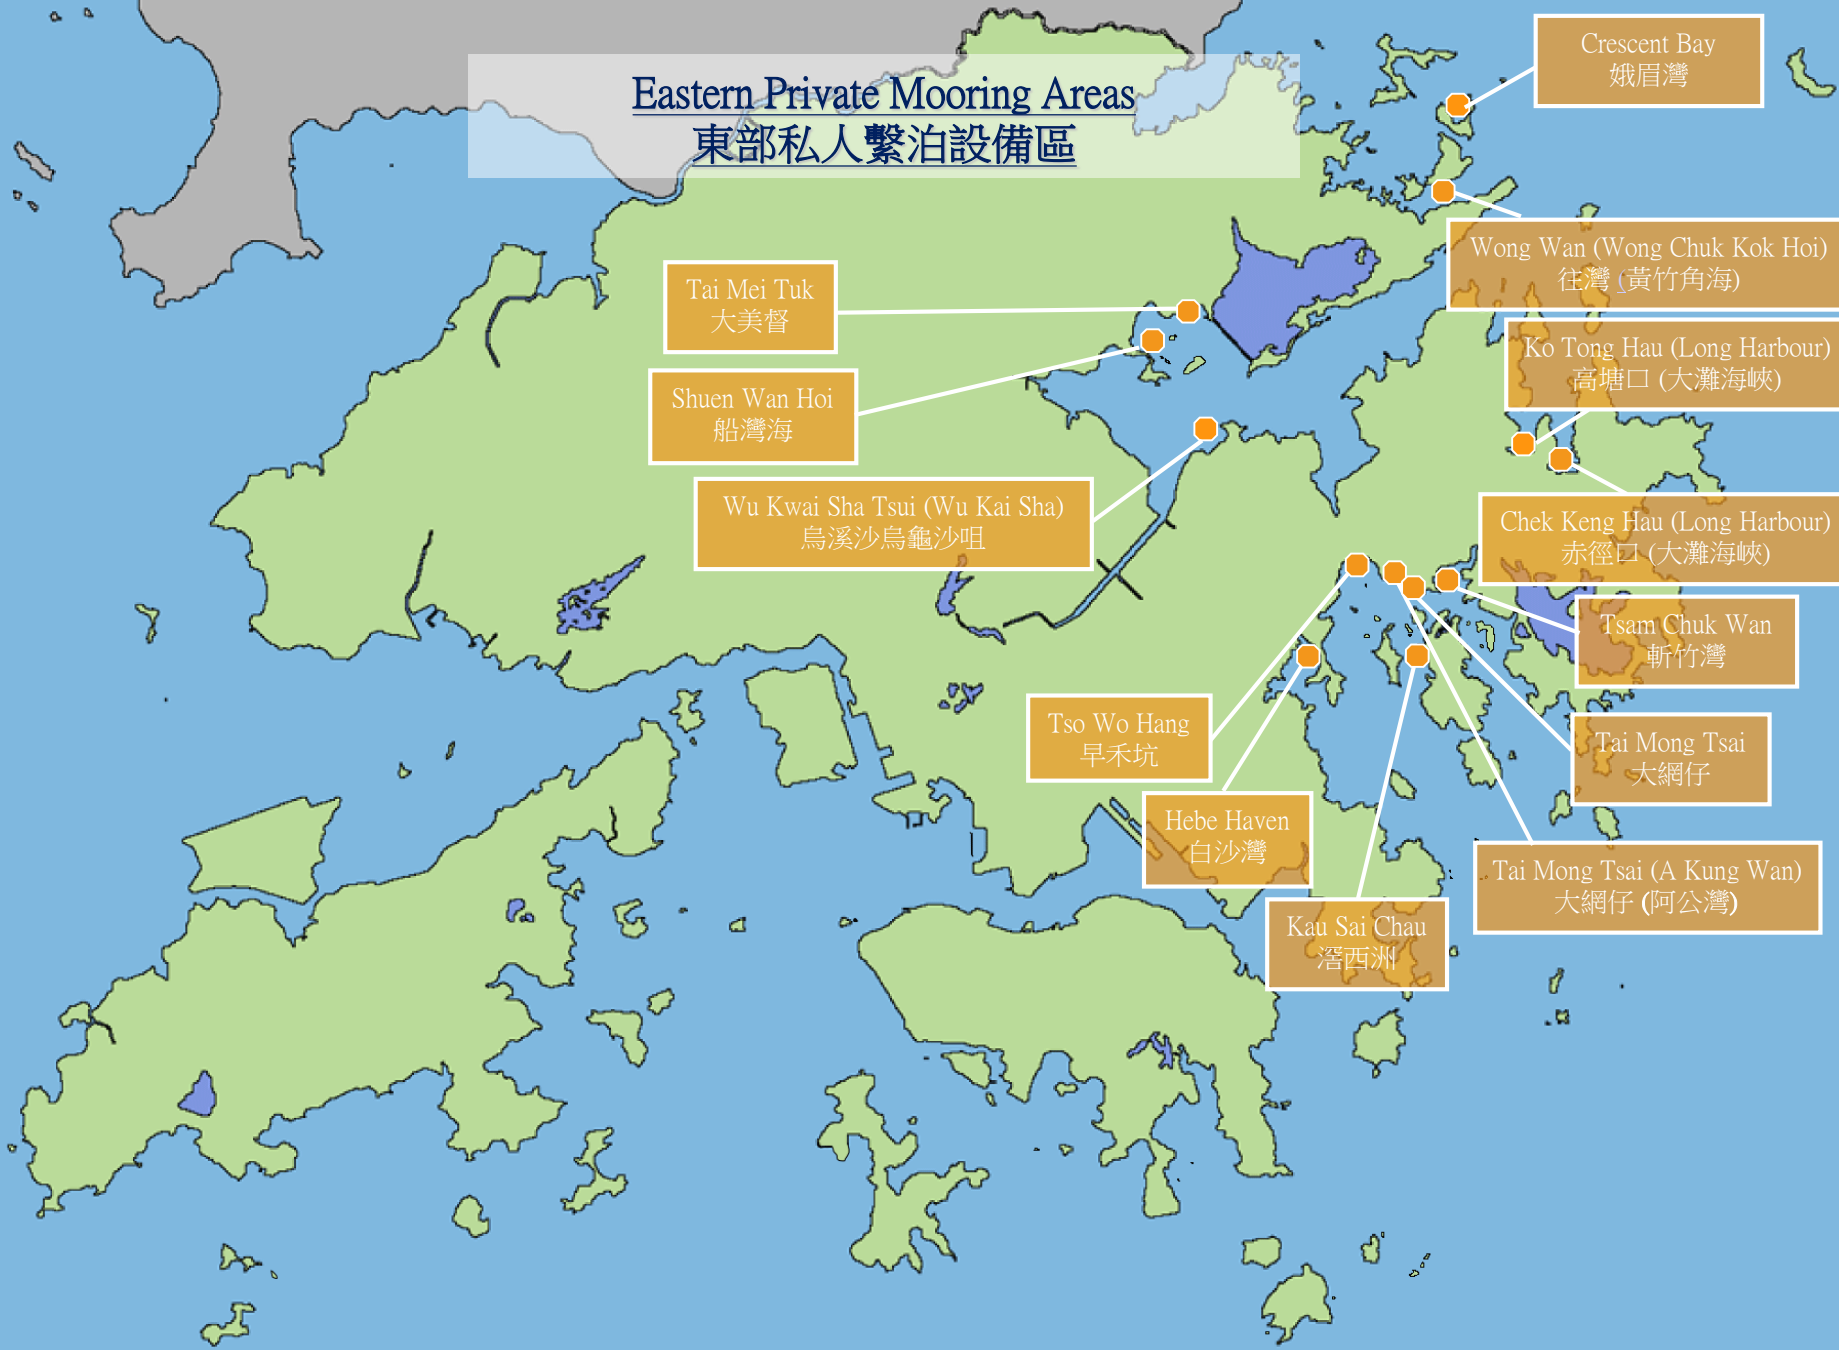 Eastern Private Mooring Areas
東部私人繫泊設備區
Crescent Bay
娥眉灣
Wong Wan (Wong Chuk Kok Hoi)
往灣 (黃竹角海)
Tai Mei Tuk
大美督
Ko Tong Hau (Long Harbour)
高塘口 (大灘海峽)
Shuen Wan Hoi
船灣海
Wu Kwai Sha Tsui (Wu Kai Sha)
烏溪沙烏龜沙咀
Chek Keng Hau (Long Harbour)
赤徑口 (大灘海峽)
Tsam Chuk Wan
斬竹灣
Tso Wo Hang
早禾坑
Tai Mong Tsai
大網仔
Hebe Haven
白沙灣
Tai Mong Tsai (A Kung Wan)
大網仔 (阿公灣)
Kau Sai Chau
滘西洲